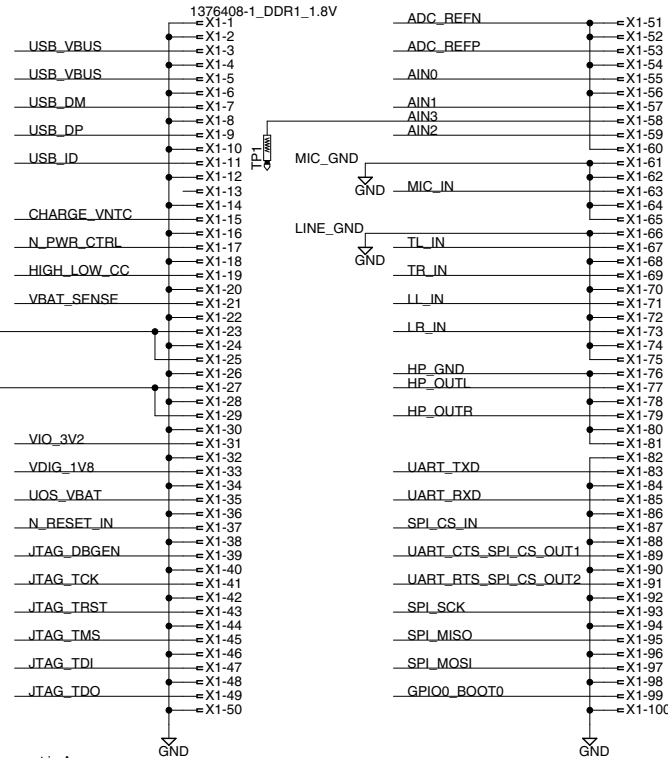 1376408-1_DDR1_1.8V
X1-1
X1-2
USB_VBUS X1-3
X1-4
USB_VBUS X1-5
X1-6
USB_DM X1-7
X1-8
USB_DP X1-9
X1-10
USB_ID X1-11
X1-12
X1-13
X1-14
CHARGE_VNTC X1-15
X1-16
N_PWR_CTRL X1-17
X1-18
HIGH_LOW_CC X1-19
X1-20
VBAT_SENSE X1-21
X1-22
X1-23
X1-24
X1-25
X1-26
X1-27
X1-28
X1-29
X1-30
VIO_3V2 X1-31
X1-32
VDIG_1V8 X1-33
X1-34
UOS_VBAT X1-35
X1-36
N_RESET_IN X1-37
X1-38
JTAG_DBGEN X1-39
X1-40
JTAG_TCK X1-41
X1-42
JTAG_TRST X1-43
X1-44
JTAG_TMS X1-45
X1-46
JTAG_TDI X1-47
X1-48
JTAG_TDO X1-49
X1-50
GND
TP1
ADC_REFN X1-51
X1-52
ADC_REFP X1-53
X1-54
AIN0 X1-55
X1-56
AIN1 X1-57
AIN3 X1-58
AIN2 X1-59
X1-60
MIC_GND X1-61
X1-62
GND MIC_IN X1-63
X1-64
X1-65
LINE_GND X1-66
TL_IN X1-67
GND X1-68
TR_IN X1-69
X1-70
LL_IN X1-71
X1-72
LR_IN X1-73
X1-74
X1-75
HP_GND X1-76
HP_OUTL X1-77
X1-78
HP_OUTR X1-79
X1-80
X1-81
X1-82
UART_TXD X1-83
X1-84
UART_RXD X1-85
X1-86
SPI_CS_IN X1-87
X1-88
UART_CTS_SPI_CS_OUT1 X1-89
X1-90
UART_RTS_SPI_CS_OUT2 X1-91
X1-92
SPI_SCK X1-93
X1-94
SPI_MISO X1-95
X1-96
SPI_MOSI X1-97
X1-98
GPIO0_BOOT0 X1-99
X1-100
GND